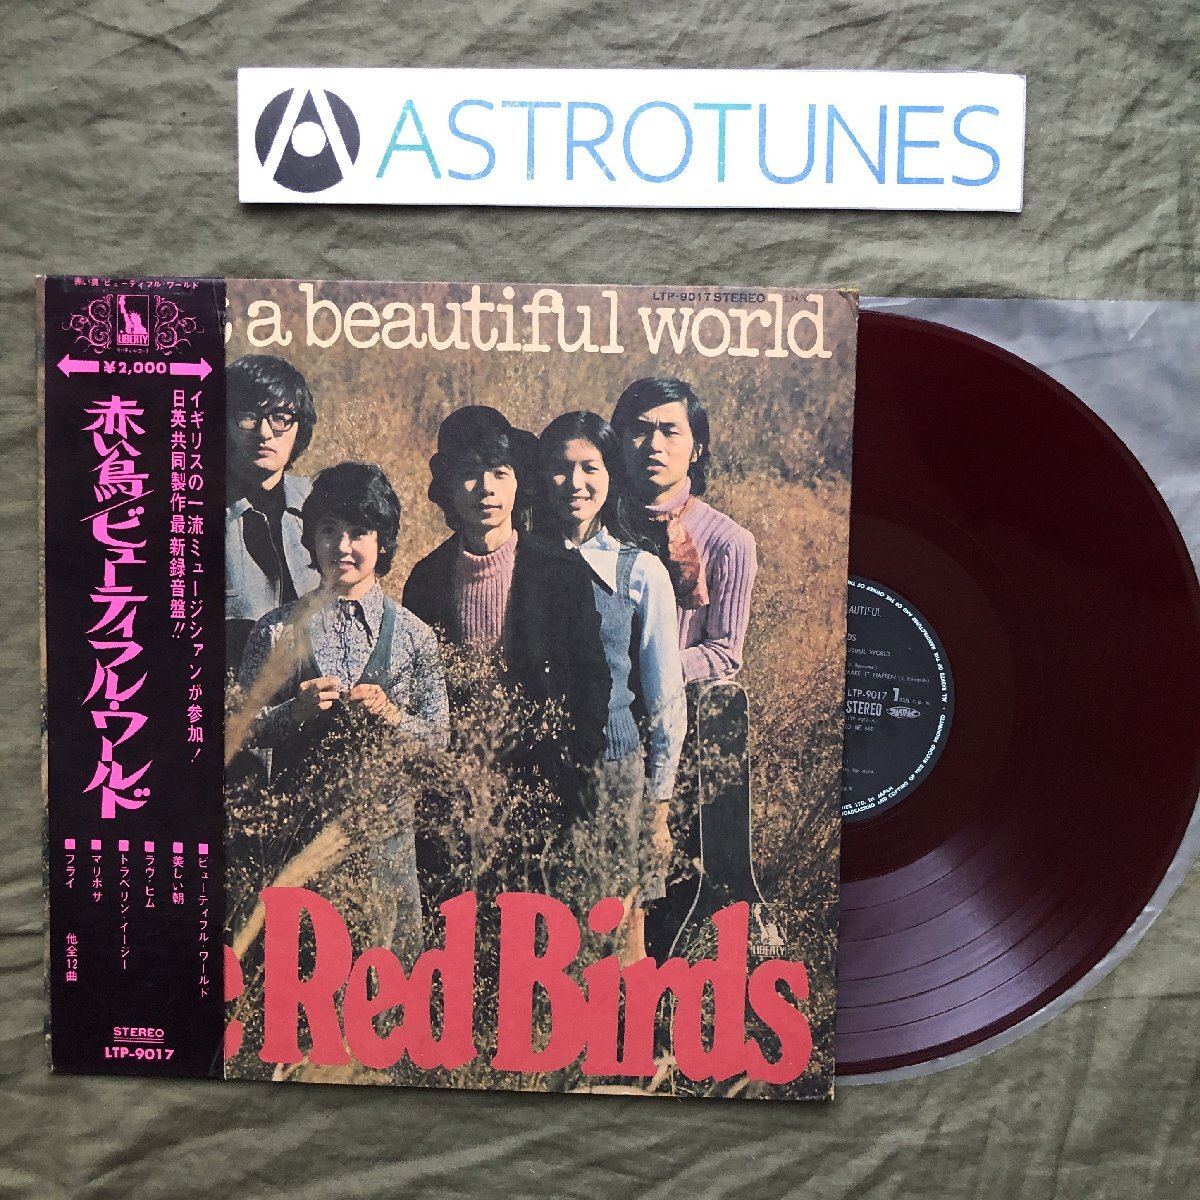 ASTROTUNES
赤い鳥/ビューティフル・ワールド
LIBERTY
¥2,000
イギリスの一流ミュージシァンが参加!
日英共同製作最新録音盤!!
赤い鳥/ビューティフル・ワールド
■ビューティフル・ワールド
■美しい朝
■ラヴ・ヒム
■トラベリン・イージー
■マリポサ
■フライ
他全12曲
STEREO
LTP-9017
LTP-9017 STEREO
a beautiful world
Red Birds
LIBERTY
LTP-9017 1
STEREO
MAKE IT HAPPEN